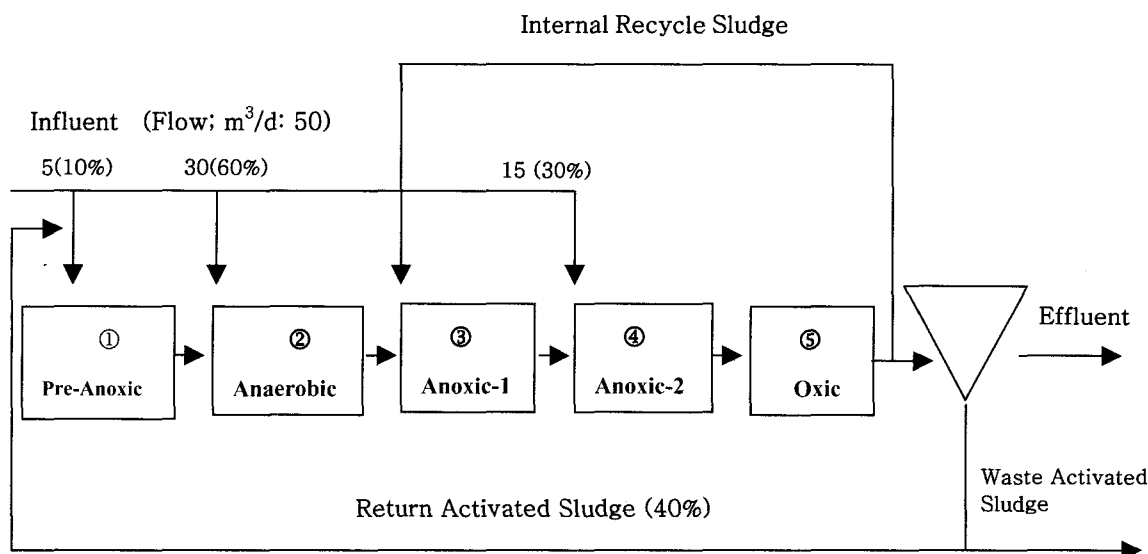 Internal Recycle Sludge
Influent (Flow; m³/d: 50)
5(10%) 30(60%) 15 (30%)
① ② ③ ④ ⑤
Pre-Anoxic Anaerobic Anoxic-1 Anoxic-2 Oxic
Effluent
Waste Activated
Sludge
Return Activated Sludge (40%)